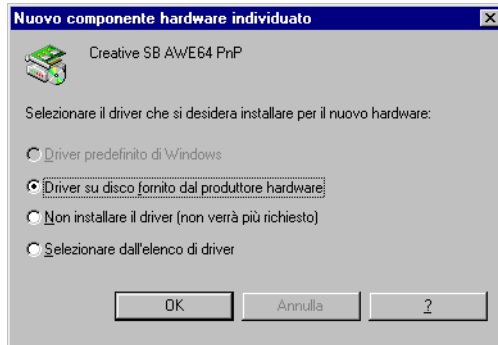 Nuovo componente hardware individuato
Creative SB AWE64 PnP
Selezionare il driver che si desidera installare per il nuovo hardware:
Driver predefinito di Windows
Driver su disco fornito dal produttore hardware
Non installare il driver (non verrà più richiesto)
Selezionare dall'elenco di driver
OK Annulla ?